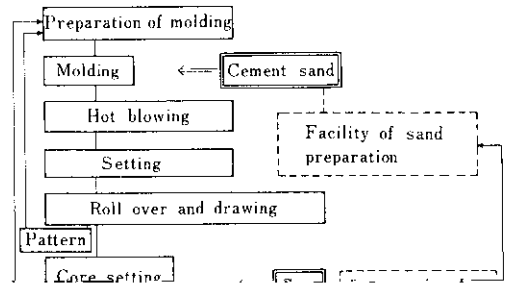 Preparation of molding
Molding
Cement sand
Hot blowing
Facility of sand
preparation
Setting
Roll over and drawing
Pattern
Core setting